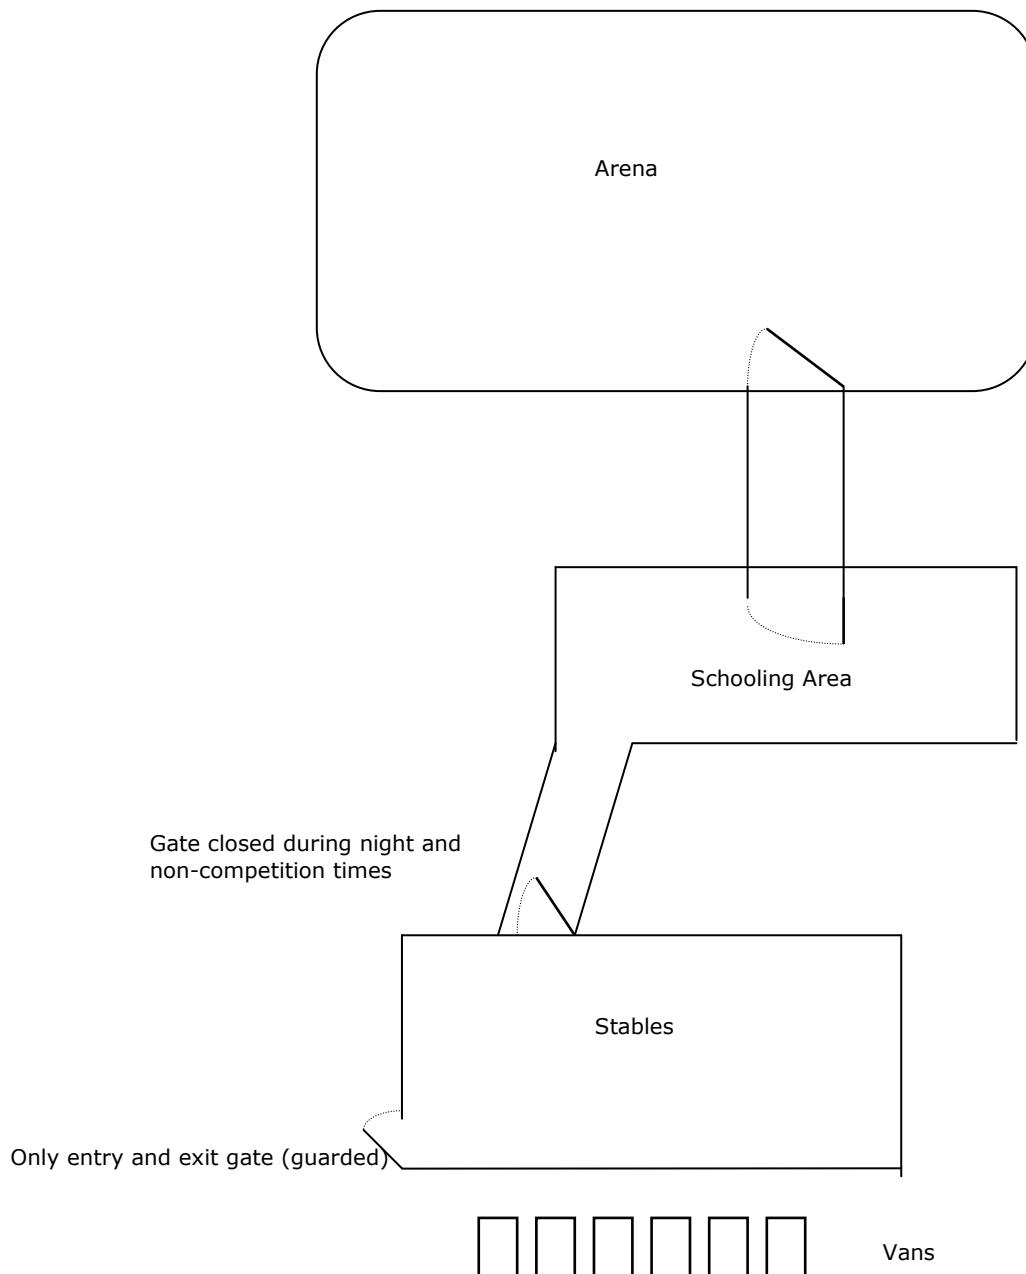 Arena
Schooling Area
Gate closed during night and
non-competition times
Stables
Only entry and exit gate (guarded)
Vans